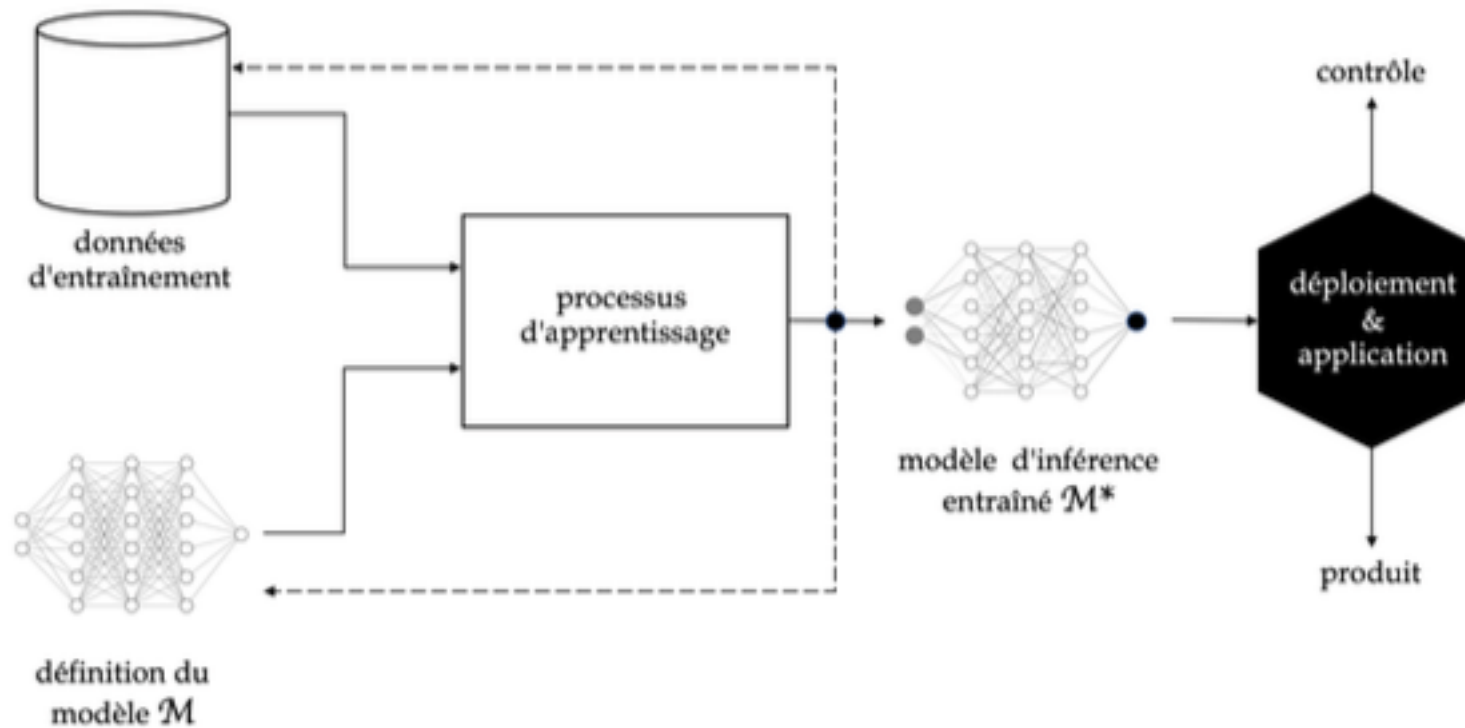 contrôle
données
d'entraînement
processus
d'apprentissage
déploiement
&
application
modèle d'inférence
entraîné ℳ*
produit
définition du
modèle ℳ